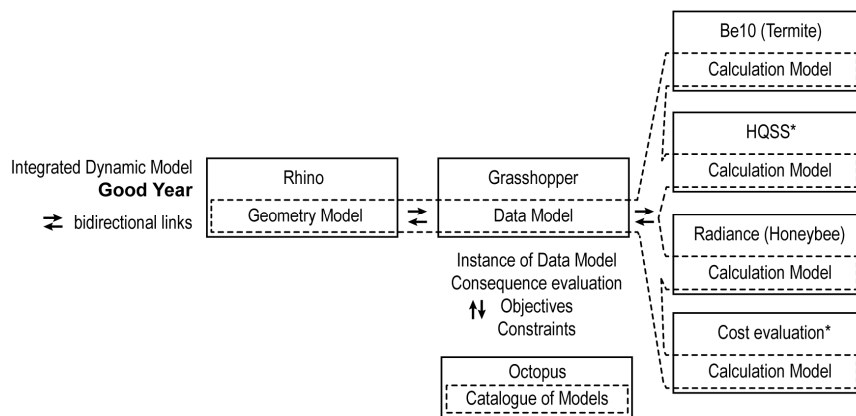 Integrated Dynamic Model
Good Year
bidirectional links
Rhino
Geometry Model
Grasshopper
Data Model
Instance of Data Model
Consequence evaluation
Objectives
Constraints
Octopus
Catalogue of Models
Be10 (Termite)
Calculation Model
HQSS*
Calculation Model
Radiance (Honeybee)
Calculation Model
Cost evaluation*
Calculation Model